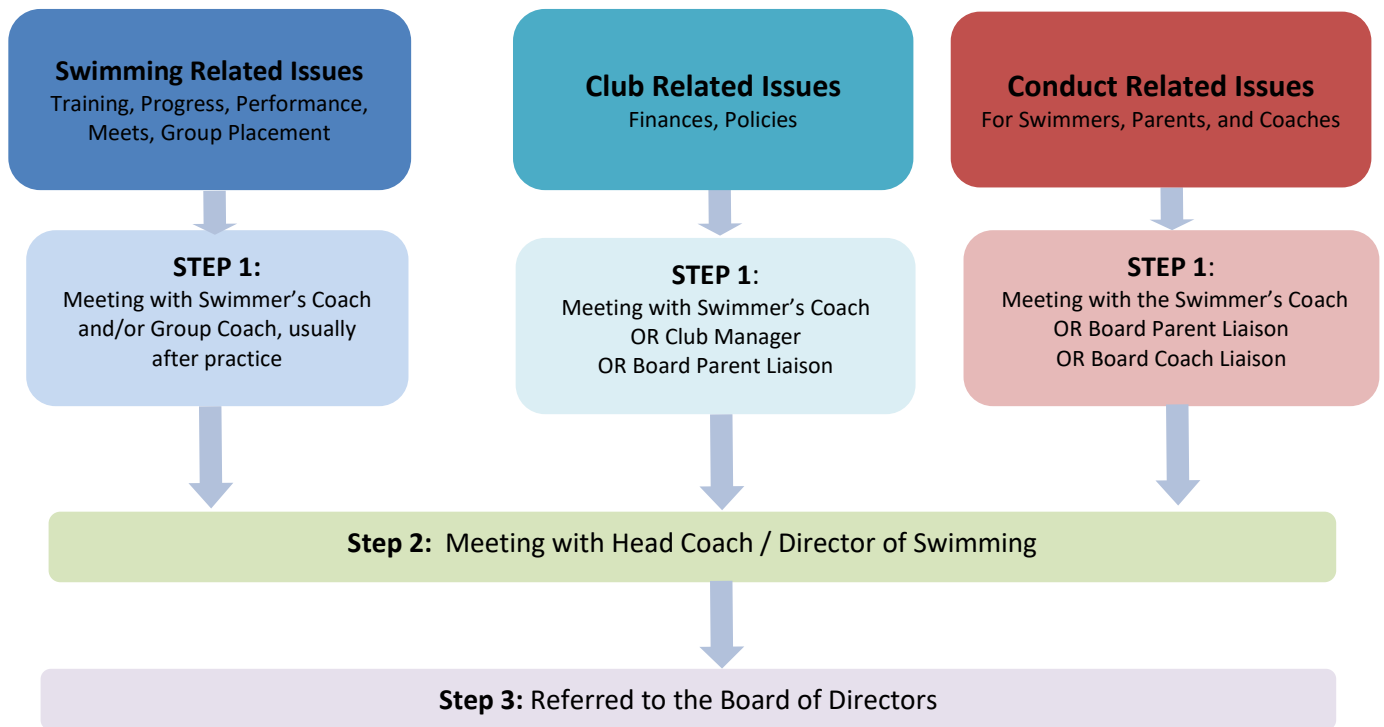 Swimming Related Issues
Training, Progress, Performance,
Meets, Group Placement
Club Related Issues
Finances, Policies
Conduct Related Issues
For Swimmers, Parents, and Coaches
STEP 1:
Meeting with Swimmer’s Coach
and/or Group Coach, usually
after practice
STEP 1:
Meeting with Swimmer’s Coach
OR Club Manager
OR Board Parent Liaison
STEP 1:
Meeting with the Swimmer’s Coach
OR Board Parent Liaison
OR Board Coach Liaison
Step 2: Meeting with Head Coach / Director of Swimming
Step 3: Referred to the Board of Directors